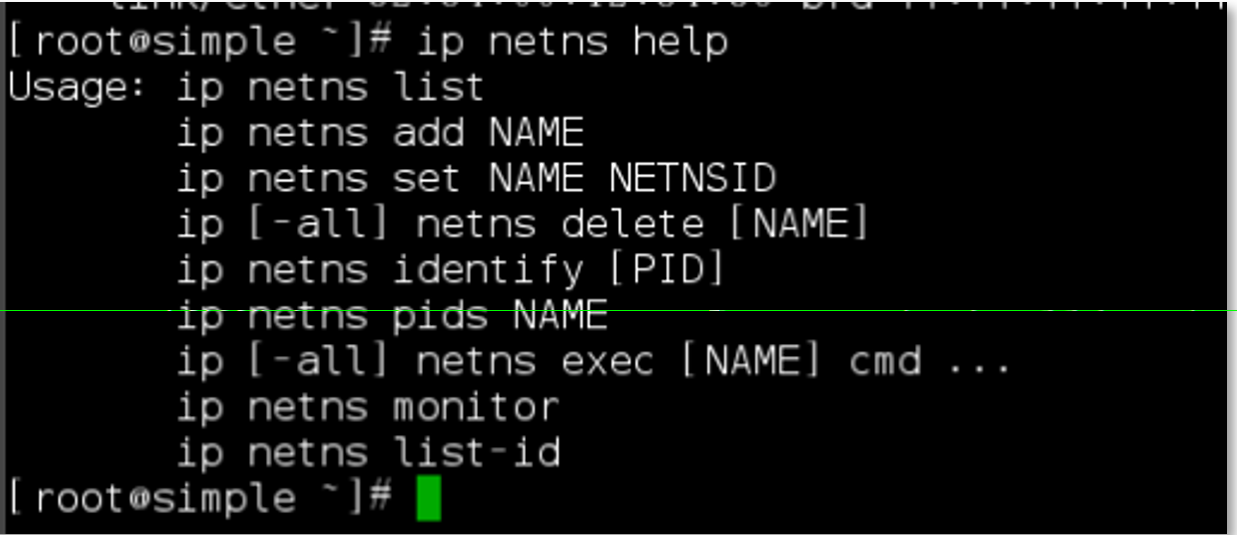 [root@simple ~]# ip netns help
Usage: ip netns list
       ip netns add NAME
       ip netns set NAME NETNSID
       ip [-all] netns delete [NAME]
       ip netns identify [PID]
       ip netns pids NAME
       ip [-all] netns exec [NAME] cmd ...
       ip netns monitor
       ip netns list-id
[root@simple ~]#